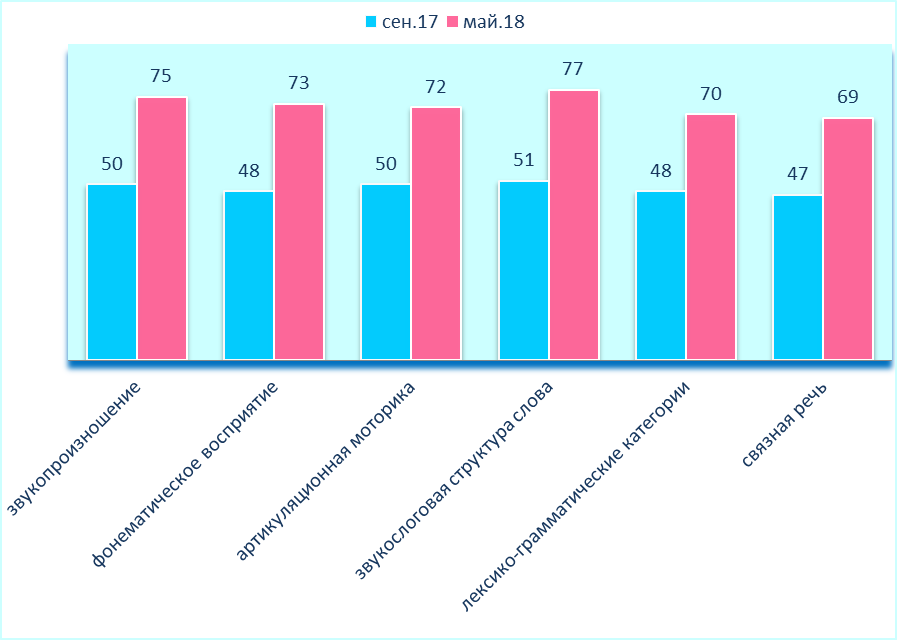 сен.17 май.18
50 75 48 73 50 72 51 77 48 70 47 69
звукопроизношение
фонематическое восприятие
артикуляционная моторика
звукослоговая структура слова
лексико-грамматические категории
связная речь